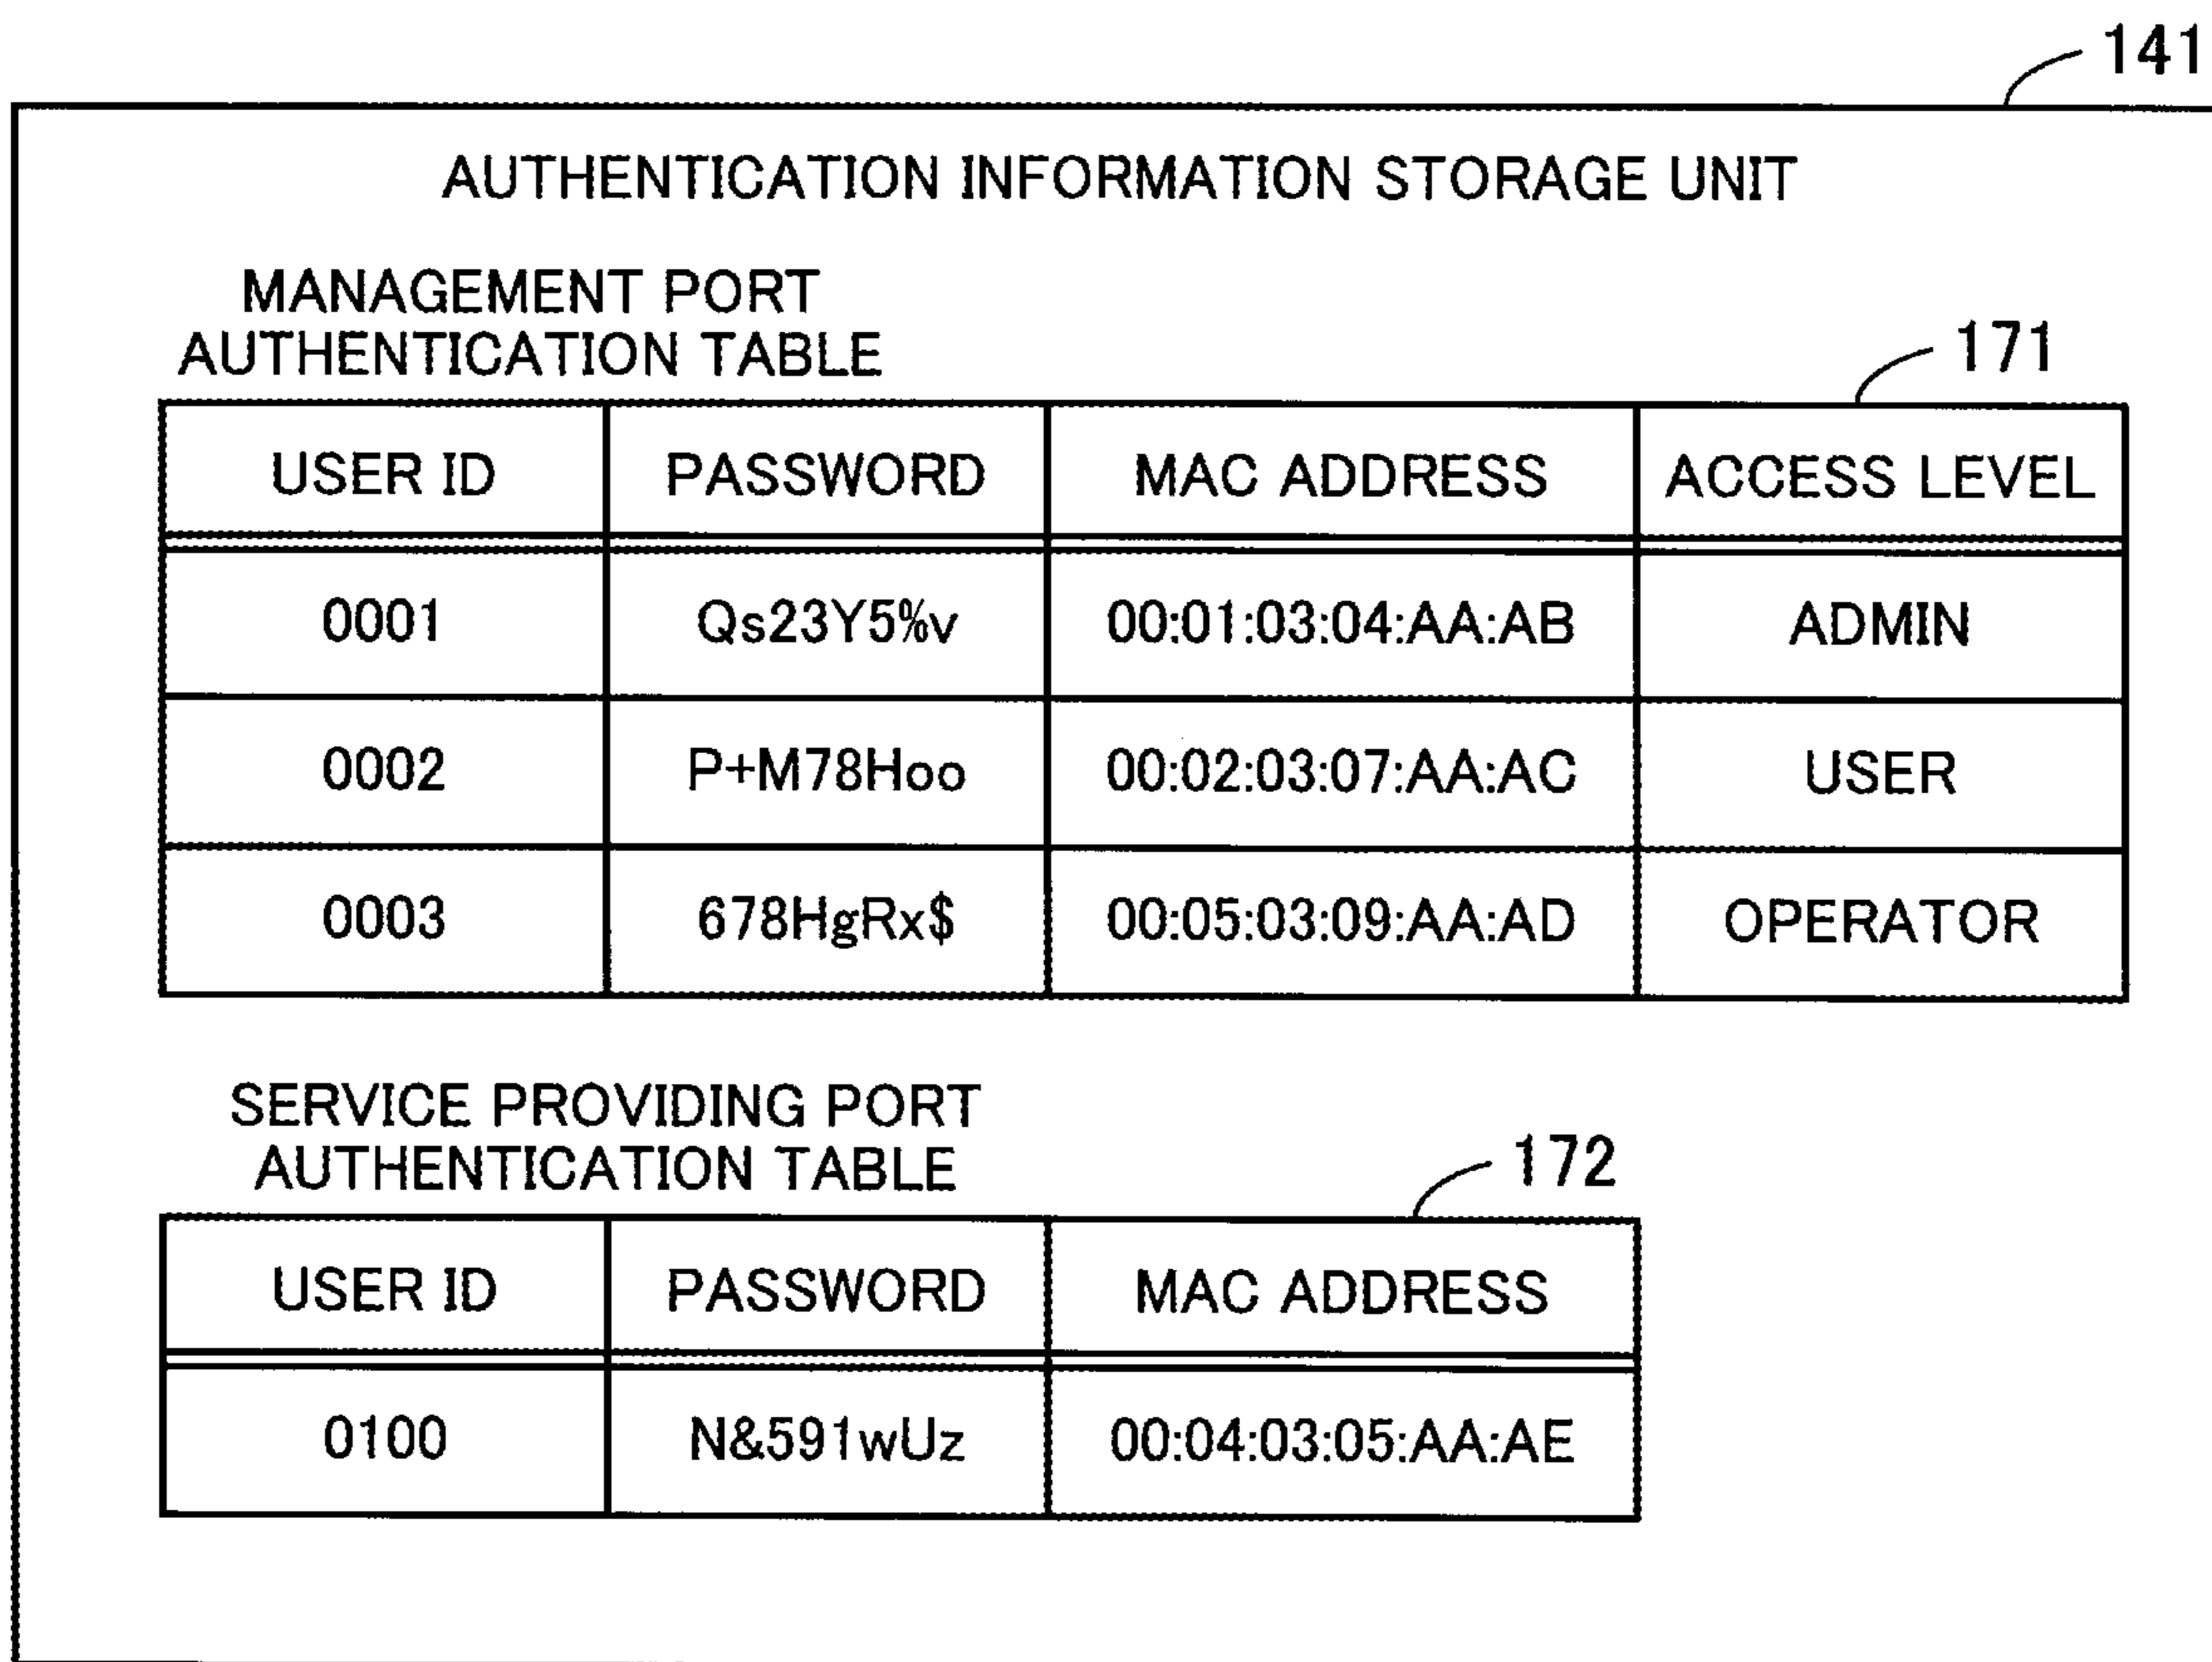 141
AUTHENTICATION INFORMATION STORAGE UNIT
MANAGEMENT PORT
AUTHENTICATION TABLE
171
USER ID PASSWORD MAC ADDRESS ACCESS LEVEL
0001 Qs23Y5%v 00:01:03:04:AA:AB ADMIN
0002 P+M78Hoo 00:02:03:07:AA:AC USER
0003 678HgRx$ 00:05:03:09:AA:AD OPERATOR
SERVICE PROVIDING PORT
AUTHENTICATION TABLE
172
USER ID PASSWORD MAC ADDRESS
0100 N&591wUz 00:04:03:05:AA:AE